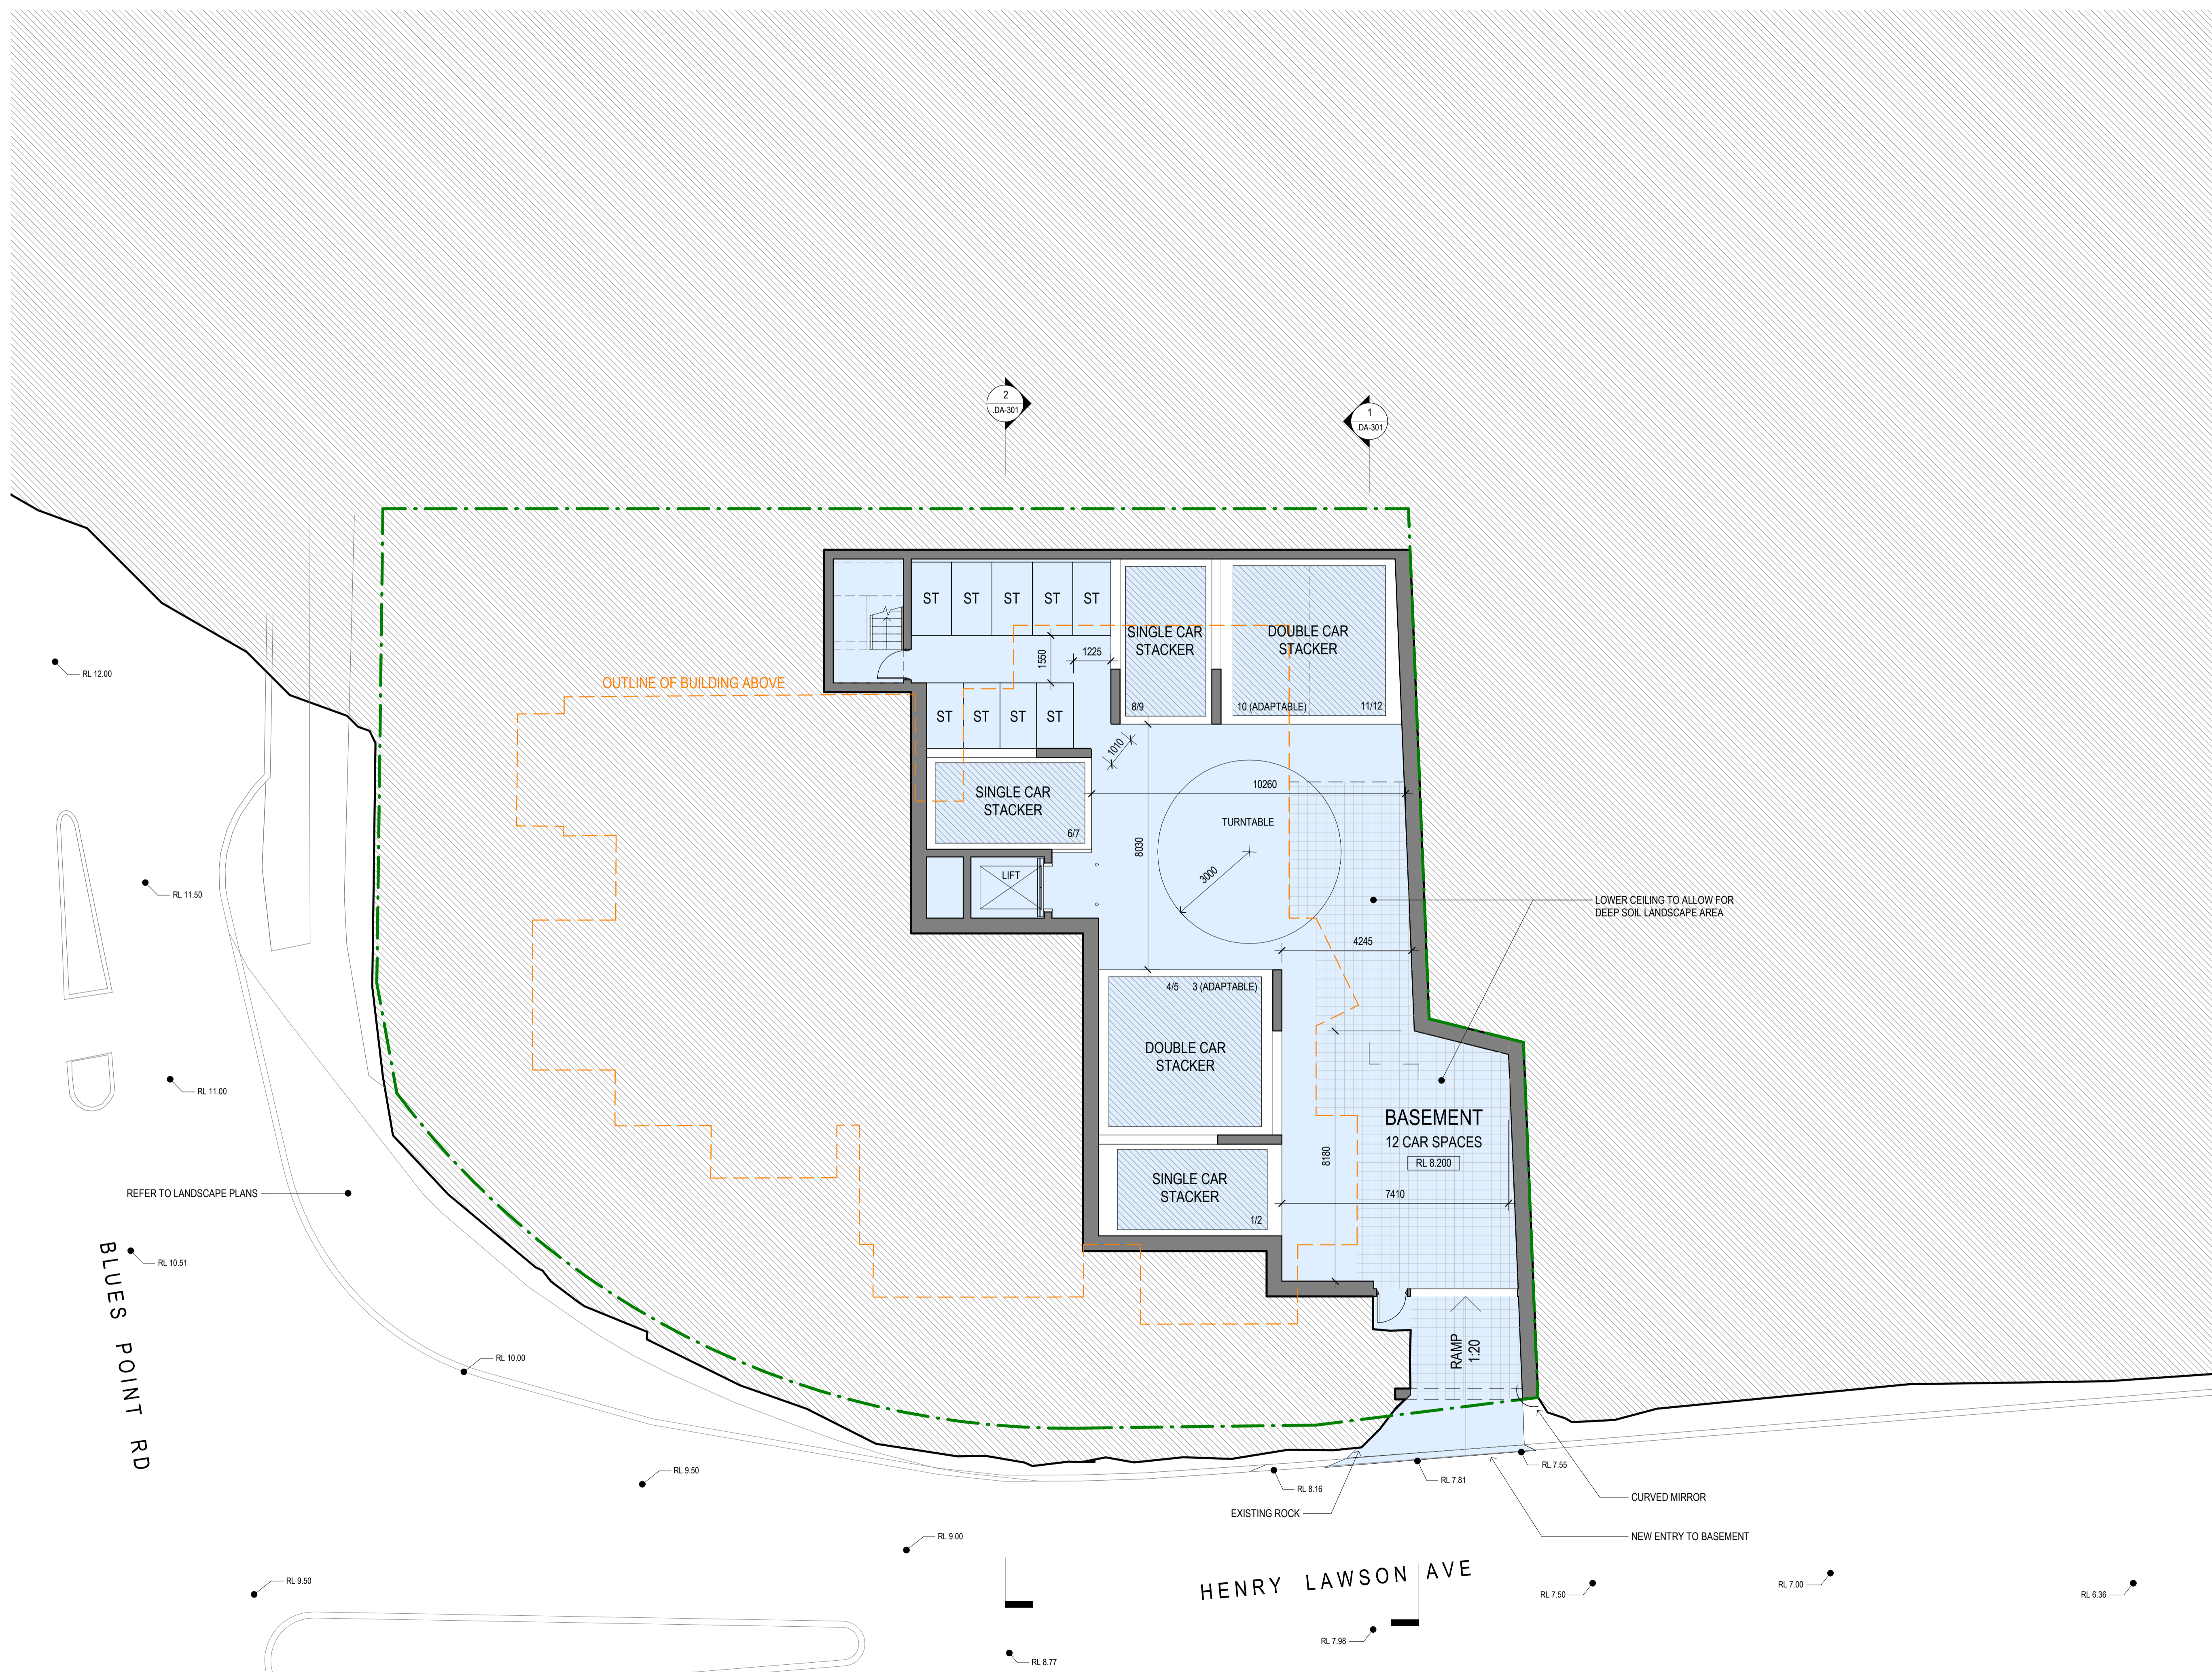 2
.DA-301
1
DA-301
ST
ST
ST
ST
ST
SINGLE CAR
STACKER
8/9
DOUBLE CAR
STACKER
10 (ADAPTABLE)
11/12
1550
1225
OUTLINE OF BUILDING ABOVE
RL 12.00
ST
ST
ST
ST
1010
SINGLE CAR
STACKER
6/7
10260
TURNTABLE
8030
3000
LIFT
RL 11.50
LOWER CEILING TO ALLOW FOR
DEEP SOIL LANDSCAPE AREA
4245
4/5
3 (ADAPTABLE)
DOUBLE CAR
STACKER
RL 11.00
BASEMENT
12 CAR SPACES
RL 8.200
8180
SINGLE CAR
STACKER
1/2
7410
REFER TO LANDSCAPE PLANS
RL 10.51
BLUES POINT RD
RL 10.00
RAMP
1:20
RL 9.50
RL 8.16
RL 7.81
RL 7.55
EXISTING ROCK
CURVED MIRROR
NEW ENTRY TO BASEMENT
RL 9.00
HENRY LAWSON AVE
RL 9.50
RL 7.50
RL 7.00
RL 6.36
RL 7.98
RL 8.77